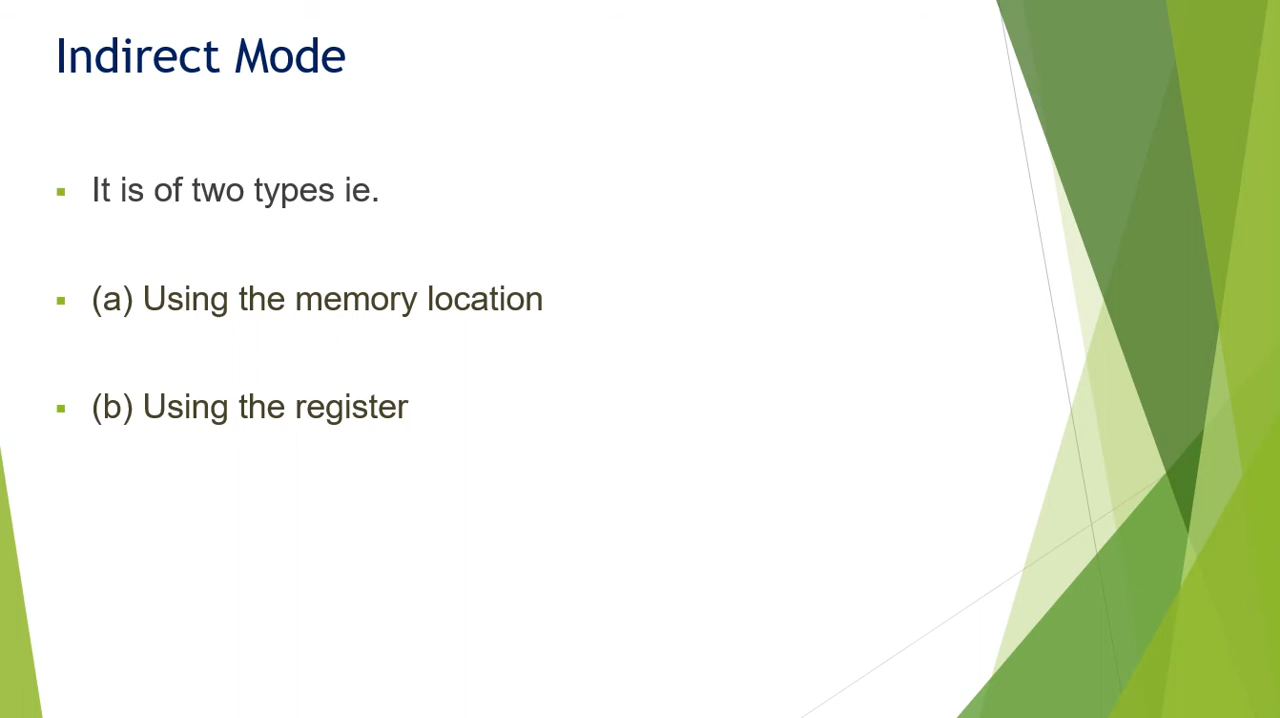 Indirect Mode
It is of two types ie.
(a) Using the memory location
(b) Using the register